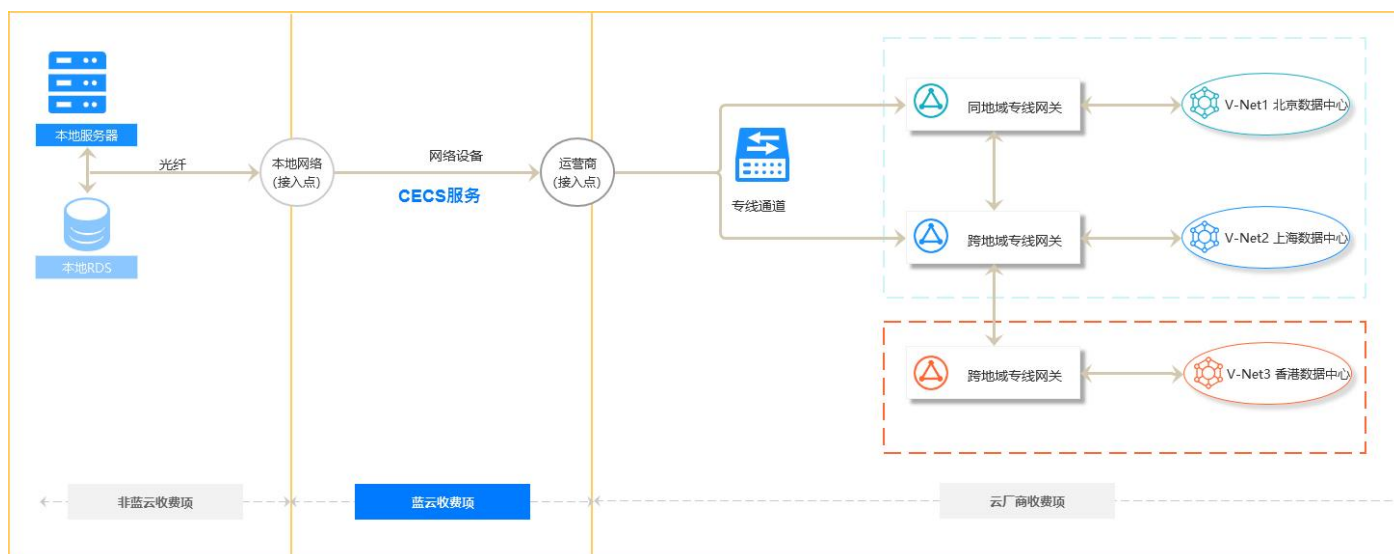 本地服务器
本地RDS
光纤
本地网络
(接入点)
网络设备
CECS服务
运营商
(接入点)
专线通道
同地域专线网关
V-Net1 北京数据中心
跨地域专线网关
V-Net2 上海数据中心
跨地域专线网关
V-Net3 香港数据中心
非蓝云收费项
蓝云收费项
云厂商收费项